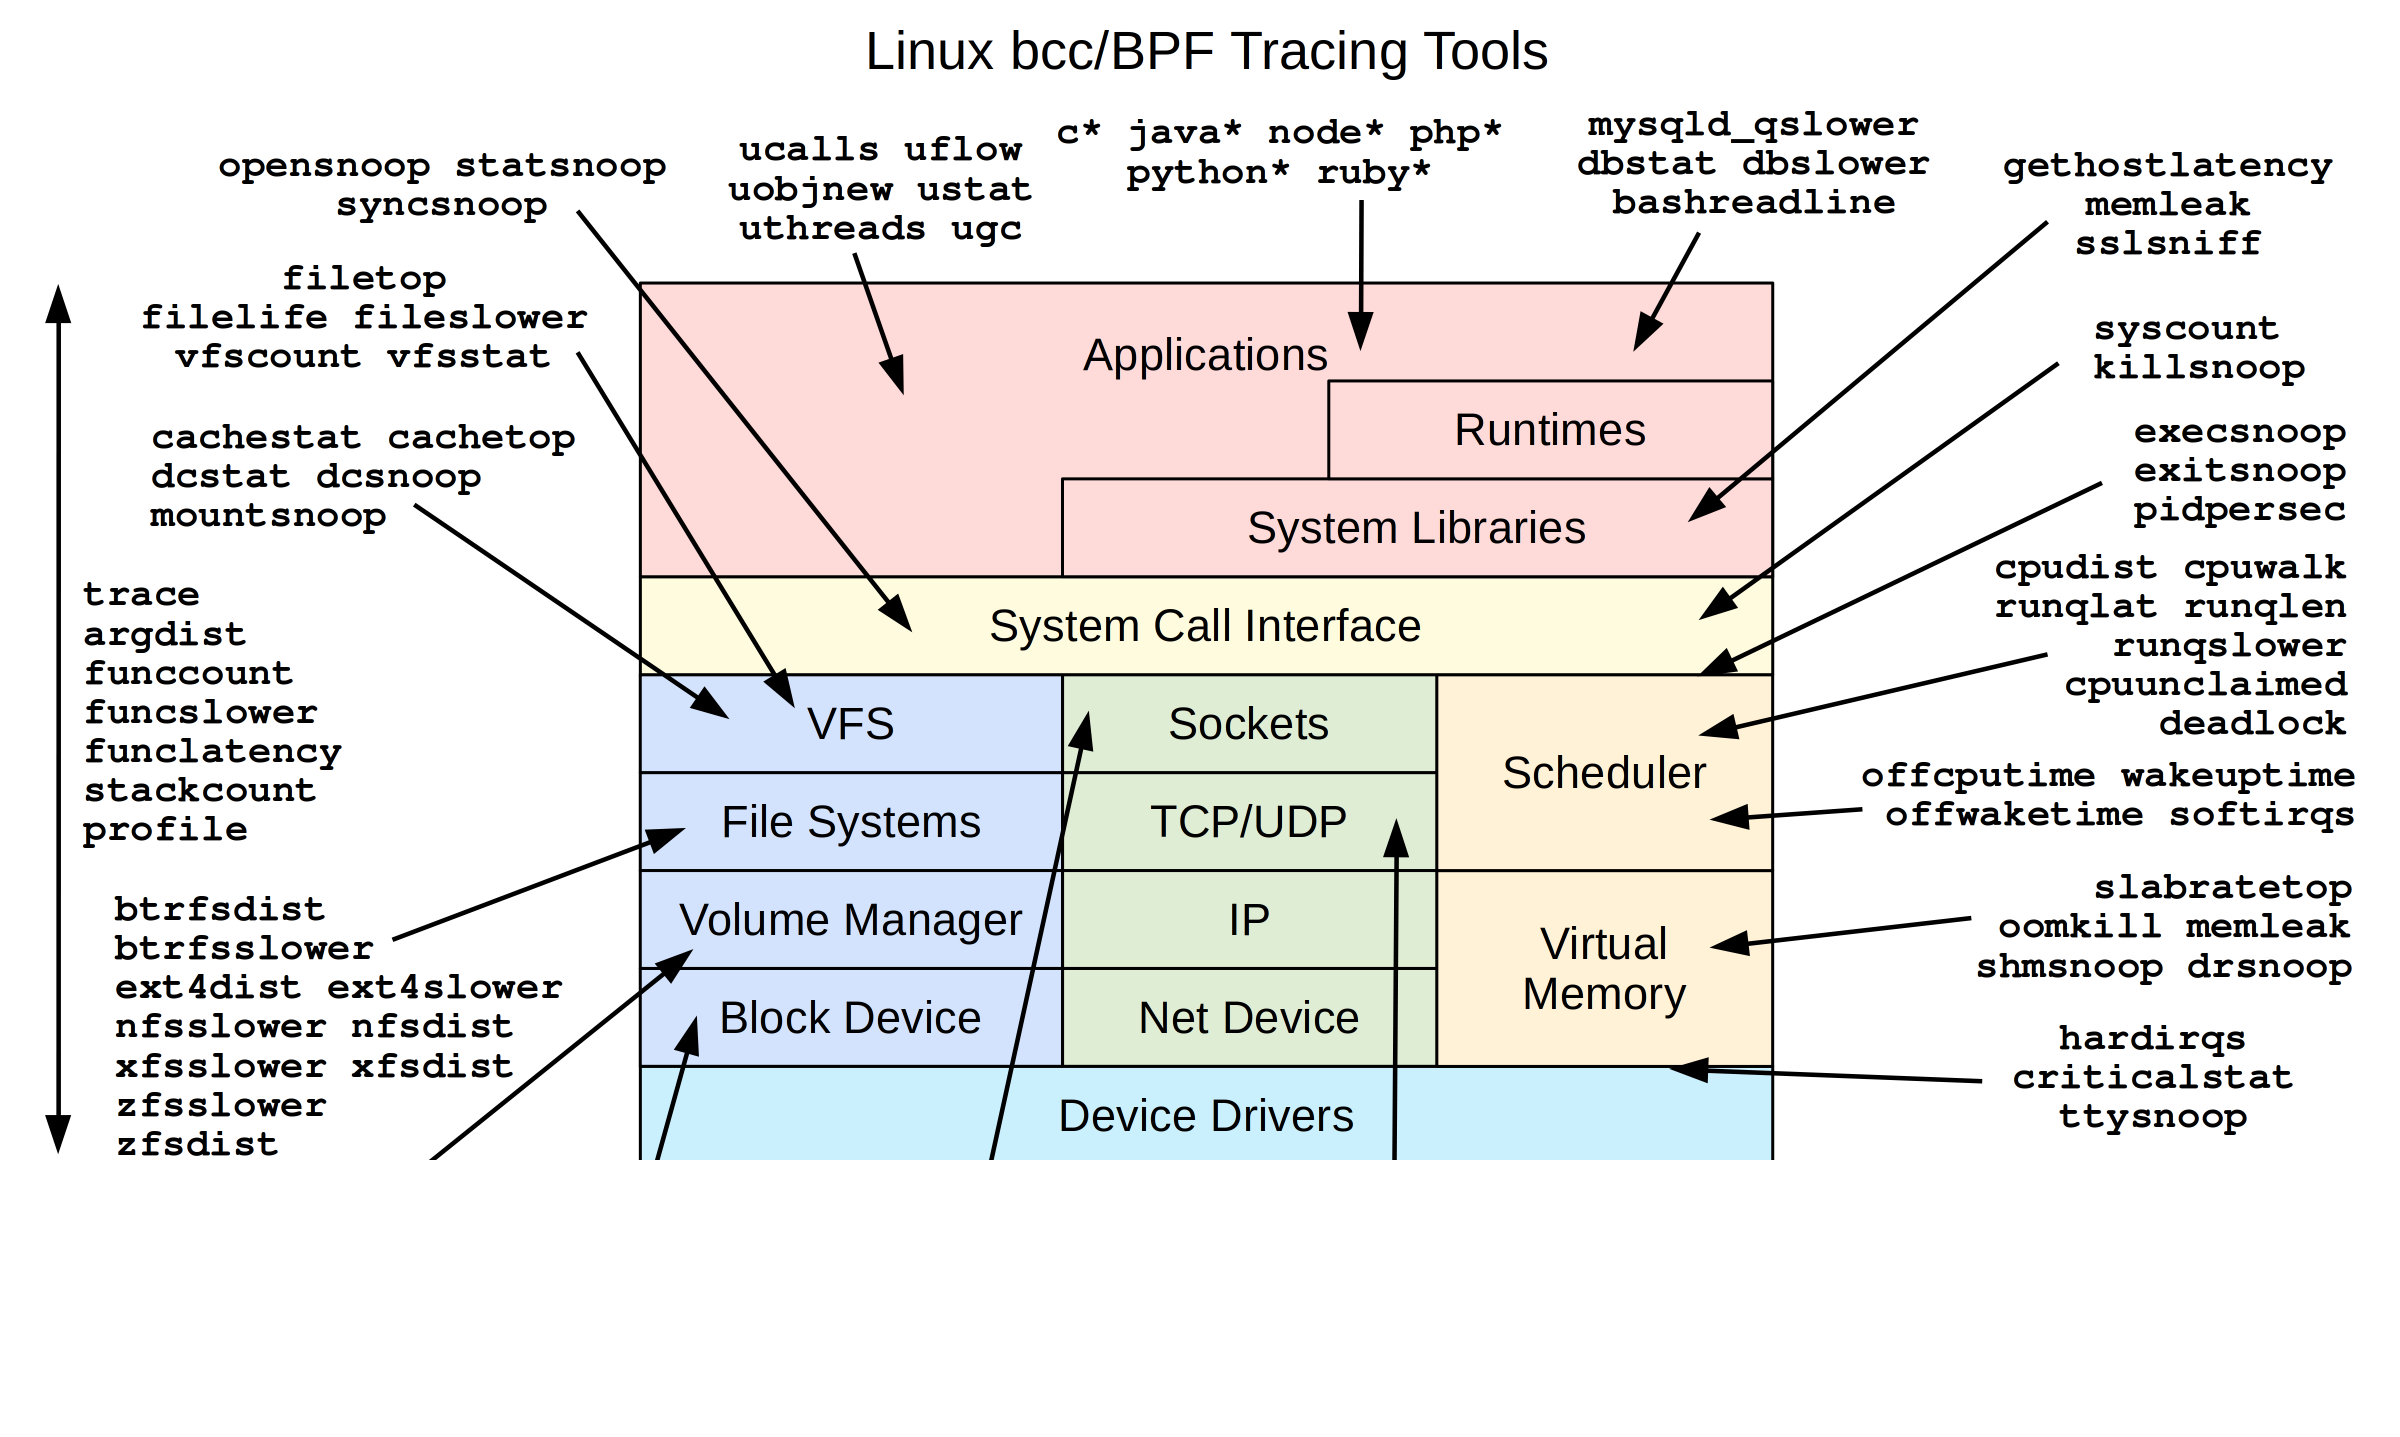 Linux bcc/BPF Tracing Tools
opensnoop statsnoop
syncsnoop
filetop
filelife fileslower
vfscount vfsstat
cachestat cachetop
dcstat dcsnoop
mountsnoop
trace
argdist
funccount
funcslower
funclatency
stackcount
profile
btrfsdist
btrfsslower
ext4dist ext4slower
nfsslower nfsdist
xfsslower xfsdist
zfsslower
zfsdist
ucalls uflow
uobjnew ustat
uthreads ugc
c* java* node* php*
python* ruby*
mysqld_qslower
dbstat dbslower
bashreadline
Applications
Runtimes
System Libraries
System Call Interface
VFS
Sockets
Scheduler
File Systems
TCP/UDP
Volume Manager
IP
Virtual
Memory
Block Device
Net Device
Device Drivers
gethostlatency
memleak
sslsniff
syscount
killsnoop
execsnoop
exitsnoop
pidpersec
cpudist cpuwalk
runqlat runqlen
runqslower
cpuunclaimed
deadlock
offcputime wakeuptime
offwaketime softirqs
slabratetop
oomkill memleak
shmsnoop drsnoop
hardirqs
criticalstat
ttysnoop